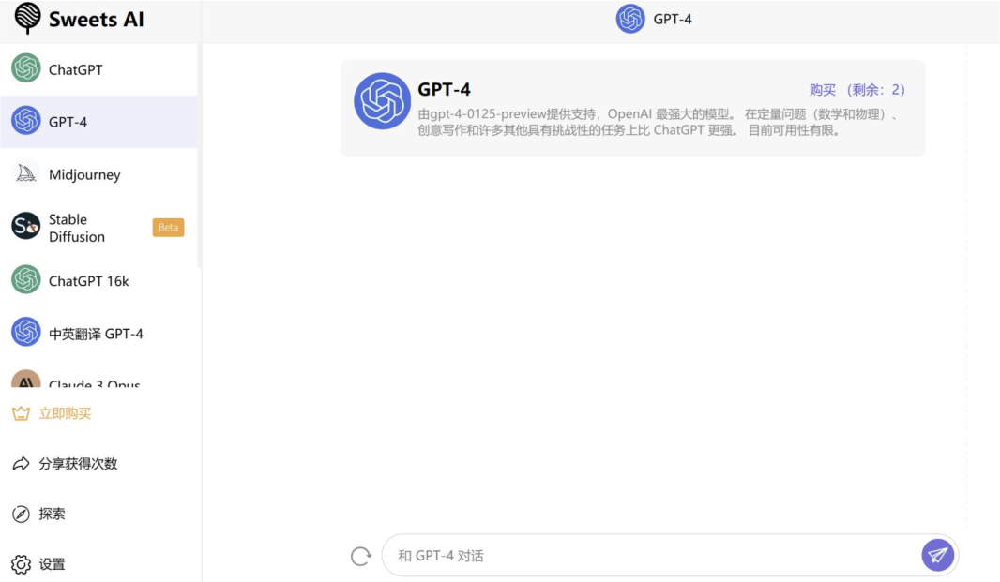 Sweets AI
GPT-4
ChatGPT
GPT-4
Midjourney
Stable
Diffusion
Beta
ChatGPT 16k
中英翻译 GPT-4
Claude 3 Opus
立即购买
分享获得次数
探索
设置
GPT-4
购买 （剩余：2）
由gpt-4-0125-preview提供支持，OpenAI 最强大的模型。 在定量问题（数学和物理）、
创意写作和许多其他具有挑战性的任务上比 ChatGPT 更强。 目前可用性有限。
和 GPT-4 对话